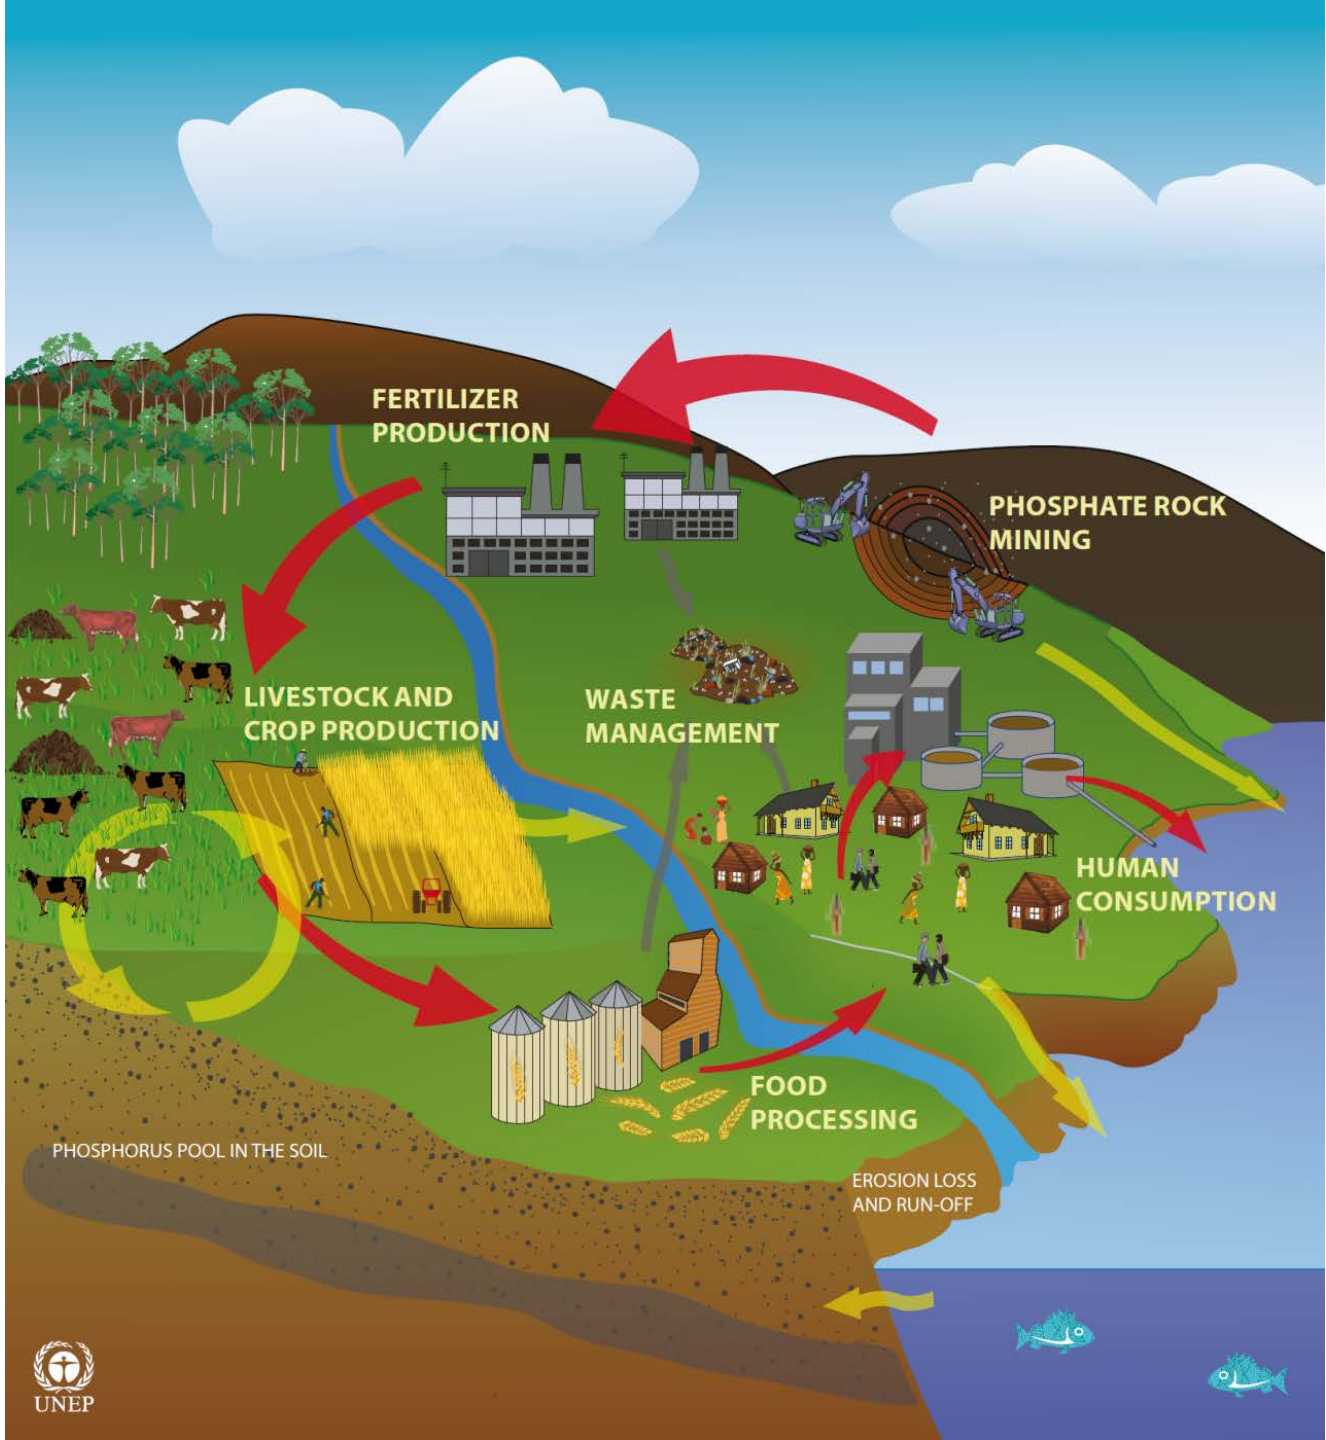 FERTILIZER
PRODUCTION
PHOSPHATE ROCK
MINING
LIVESTOCK AND
CROP PRODUCTION
WASTE
MANAGEMENT
HUMAN
CONSUMPTION
FOOD
PROCESSING
PHOSPHORUS POOL IN THE SOIL
EROSION LOSS
AND RUN-OFF
UNEP